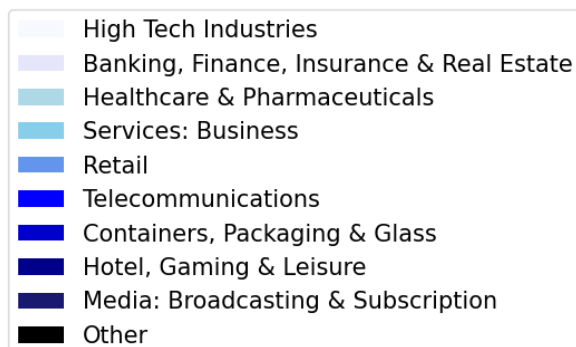 High Tech Industries
Banking, Finance, Insurance & Real Estate
Healthcare & Pharmaceuticals
Services: Business
Retail
Telecommunications
Containers, Packaging & Glass
Hotel, Gaming & Leisure
Media: Broadcasting & Subscription
Other